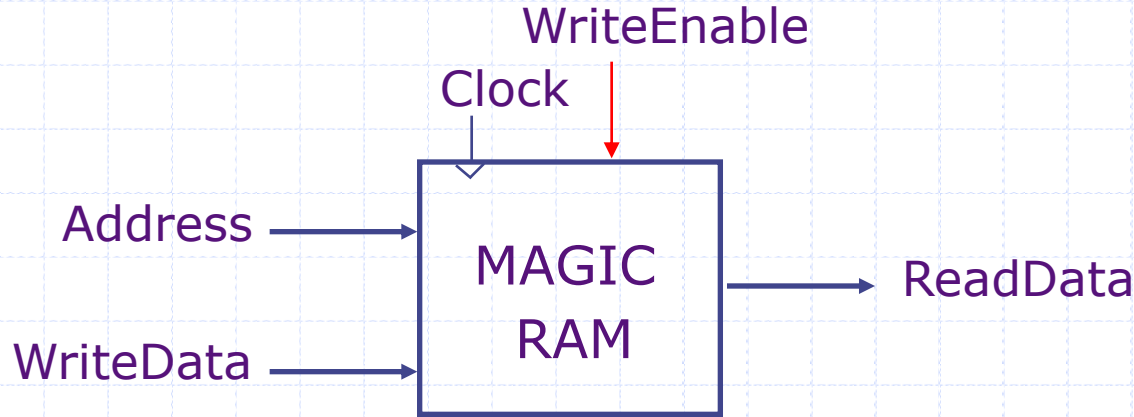 WriteEnable
Clock
Address
MAGIC
RAM
ReadData
WriteData